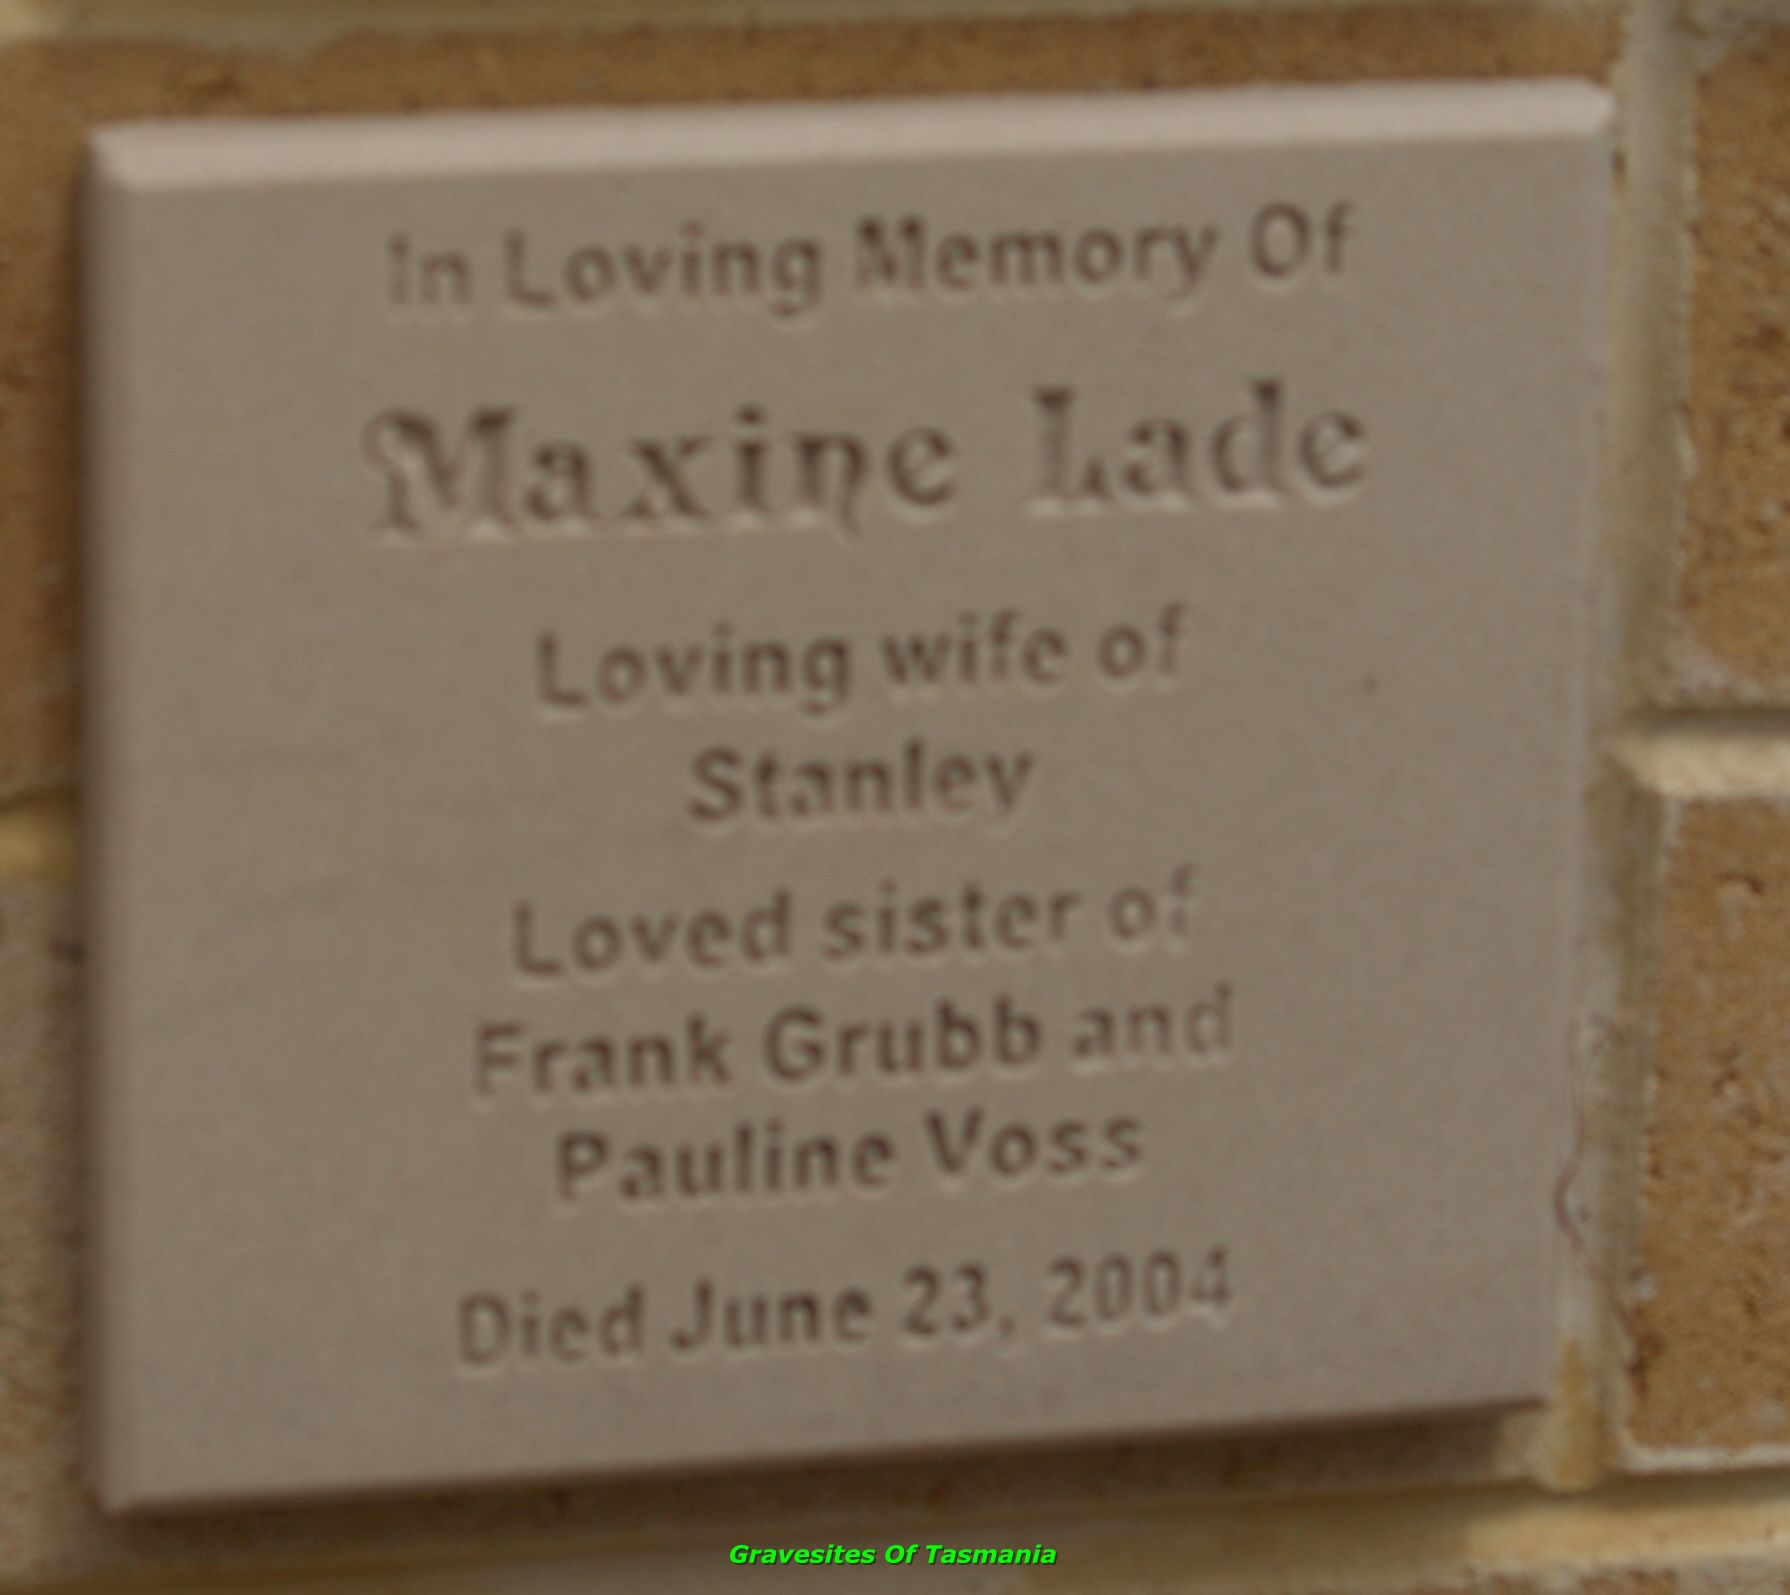 In Loving Memory Of
Maxine Lade
Loving wife of
Stanley
Loved sister of
Frank Grubb and
Pauline Voss
Died June 23, 2004
Gravesites Of Tasmania